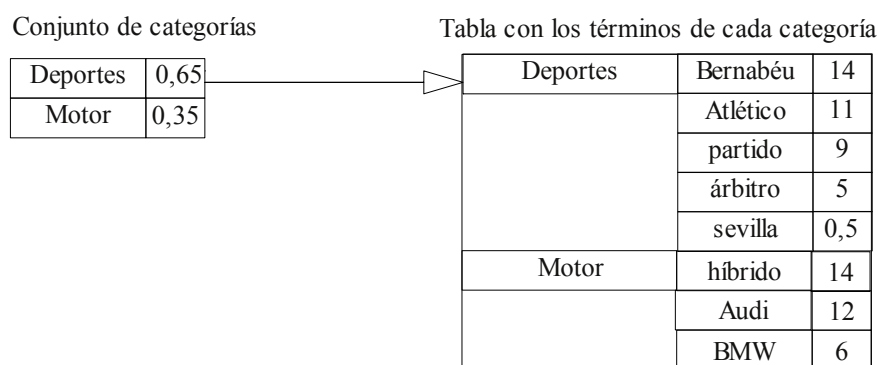 Conjunto de categorías
Deportes 0,65
Motor 0,35
Tabla con los términos de cada categoría
Deportes Bernabéu 14
Atlético 11
partido 9
árbitro 5
sevilla 0,5
Motor híbrido 14
Audi 12
BMW 6